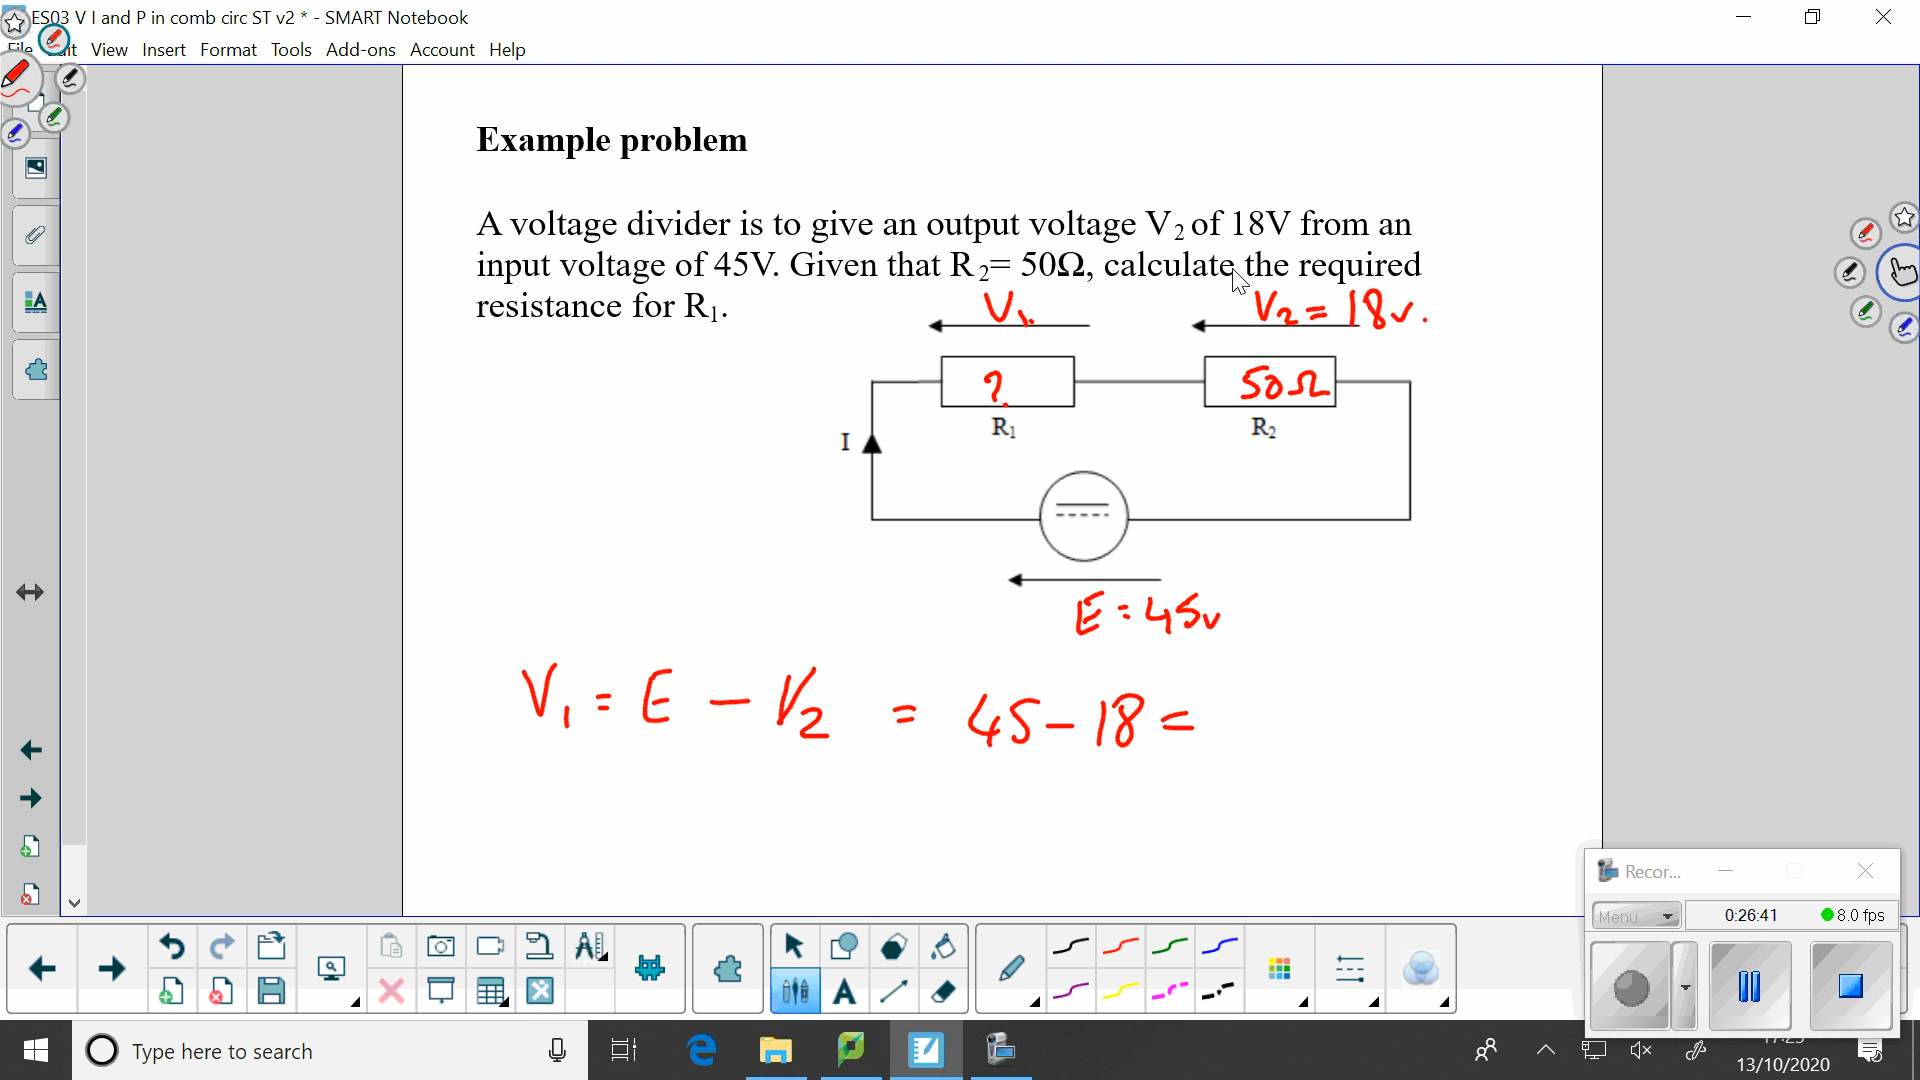 ES03 V I and P in comb circ ST v2 * - SMART Notebook
File Edit View Insert Format Tools Add-ons Account Help
Example problem
A voltage divider is to give an output voltage V₂ of 18V from an
input voltage of 45V. Given that R₂= 50Ω, calculate the required
resistance for R₁.
V₁ V₂ = 18v.
? 50Ω
R₁ R₂
I
E = 45v
V₁ = E - V₂ = 45 - 18 =
Recor...
Menu 0:26:41 8.0 fps
Type here to search
13/10/2020